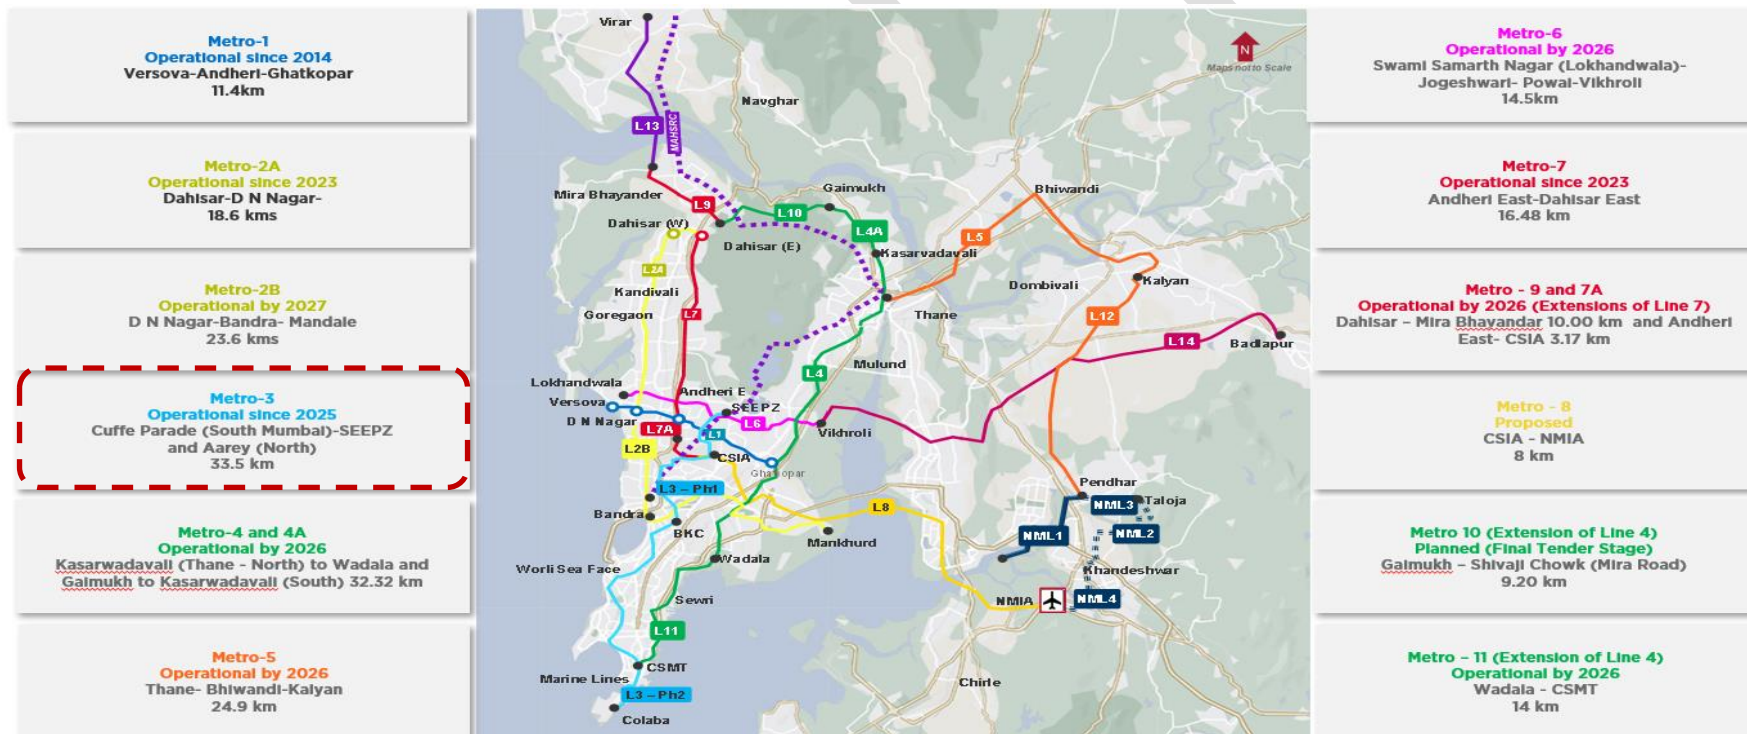 Metro-1
Operational since 2014
Versova-Andheri-Ghatkopar
11.4km
Metro-2A
Operational since 2023
Dahisar-D N Nagar-
18.6 kms
Metro-2B
Operational by 2027
D N Nagar-Bandra- Mandale
23.6 kms
Metro-3
Operational since 2025
Cuffe Parade (South Mumbai)-SEEPZ
and Aarey (North)
33.5 km
Metro-4 and 4A
Operational by 2026
Kasarwadavali (Thane - North) to Wadala and
Gaimukh to Kasarwadavali (South) 32.32 km
Metro-5
Operational by 2026
Thane- Bhiwandi-Kalyan
24.9 km
Virar
Maps not to Scale
N
Navghar
L13
MAHSRC
Mira Bhayander
Gaimukh
Bhiwandi
L9
L10
Dahisar (W)
L4A
L5
Dahisar (E)
Kasarvadavali
L2A
Kandivali
Kalyan
Dombivali
Goregaon
L7
Thane
L12
L14
Badlapur
Mulund
L4
Lokhandwala
Andheri E
Versova
SEEPZ
D N Nagar
L7A
L1
L6
Vikhroli
L2B
CSIA
Ghatkopar
L3 – Ph1
Pendhar
NML3
Taloja
Bandra
L8
BKC
Mankhurd
NML1
NML2
Worli Sea Face
Wadala
Khandeshwar
Sewri
NMIA
NML4
L11
CSMT
Marine Lines
L3 – Ph2
Chirle
Colaba
Metro-6
Operational by 2026
Swami Samarth Nagar (Lokhandwala)-
Jogeshwari- Powai-Vikhroli
14.5km
Metro-7
Operational since 2023
Andheri East-Dahisar East
16.48 km
Metro - 9 and 7A
Operational by 2026 (Extensions of Line 7)
Dahisar – Mira Bhayandar 10.00 km and Andheri
East- CSIA 3.17 km
Metro - 8
Proposed
CSIA - NMIA
8 km
Metro 10 (Extension of Line 4)
Planned (Final Tender Stage)
Gaimukh – Shivaji Chowk (Mira Road)
9.20 km
Metro – 11 (Extension of Line 4)
Operational by 2026
Wadala - CSMT
14 km